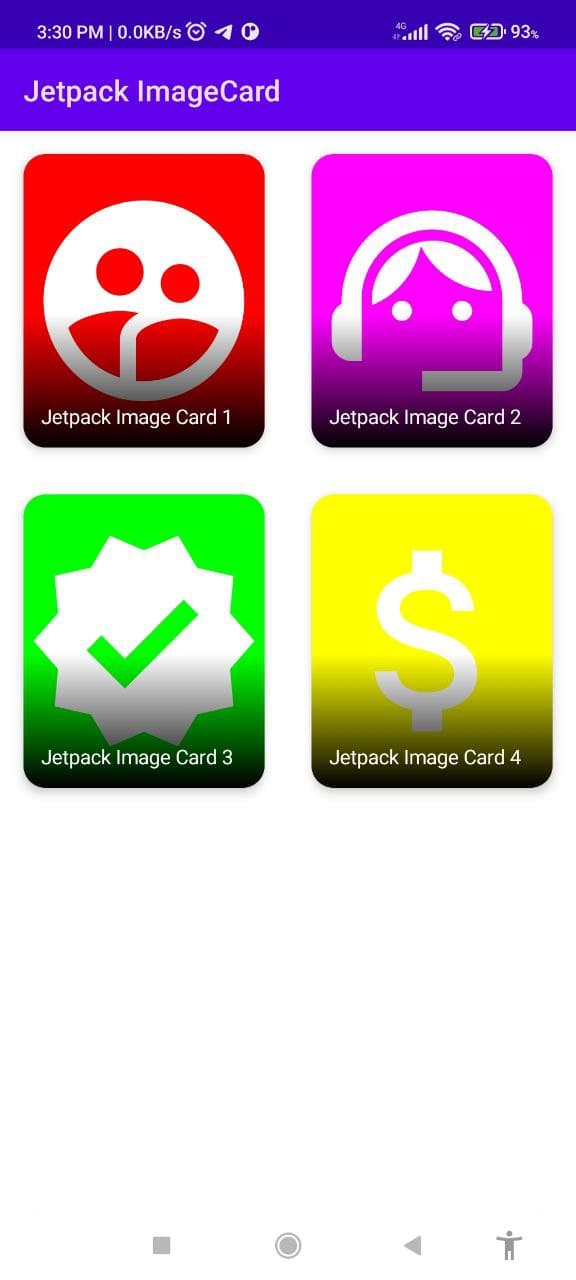 3:30 PM | 0.0KB/s 4G 93%
Jetpack ImageCard
Jetpack Image Card 1
Jetpack Image Card 2
Jetpack Image Card 3
Jetpack Image Card 4